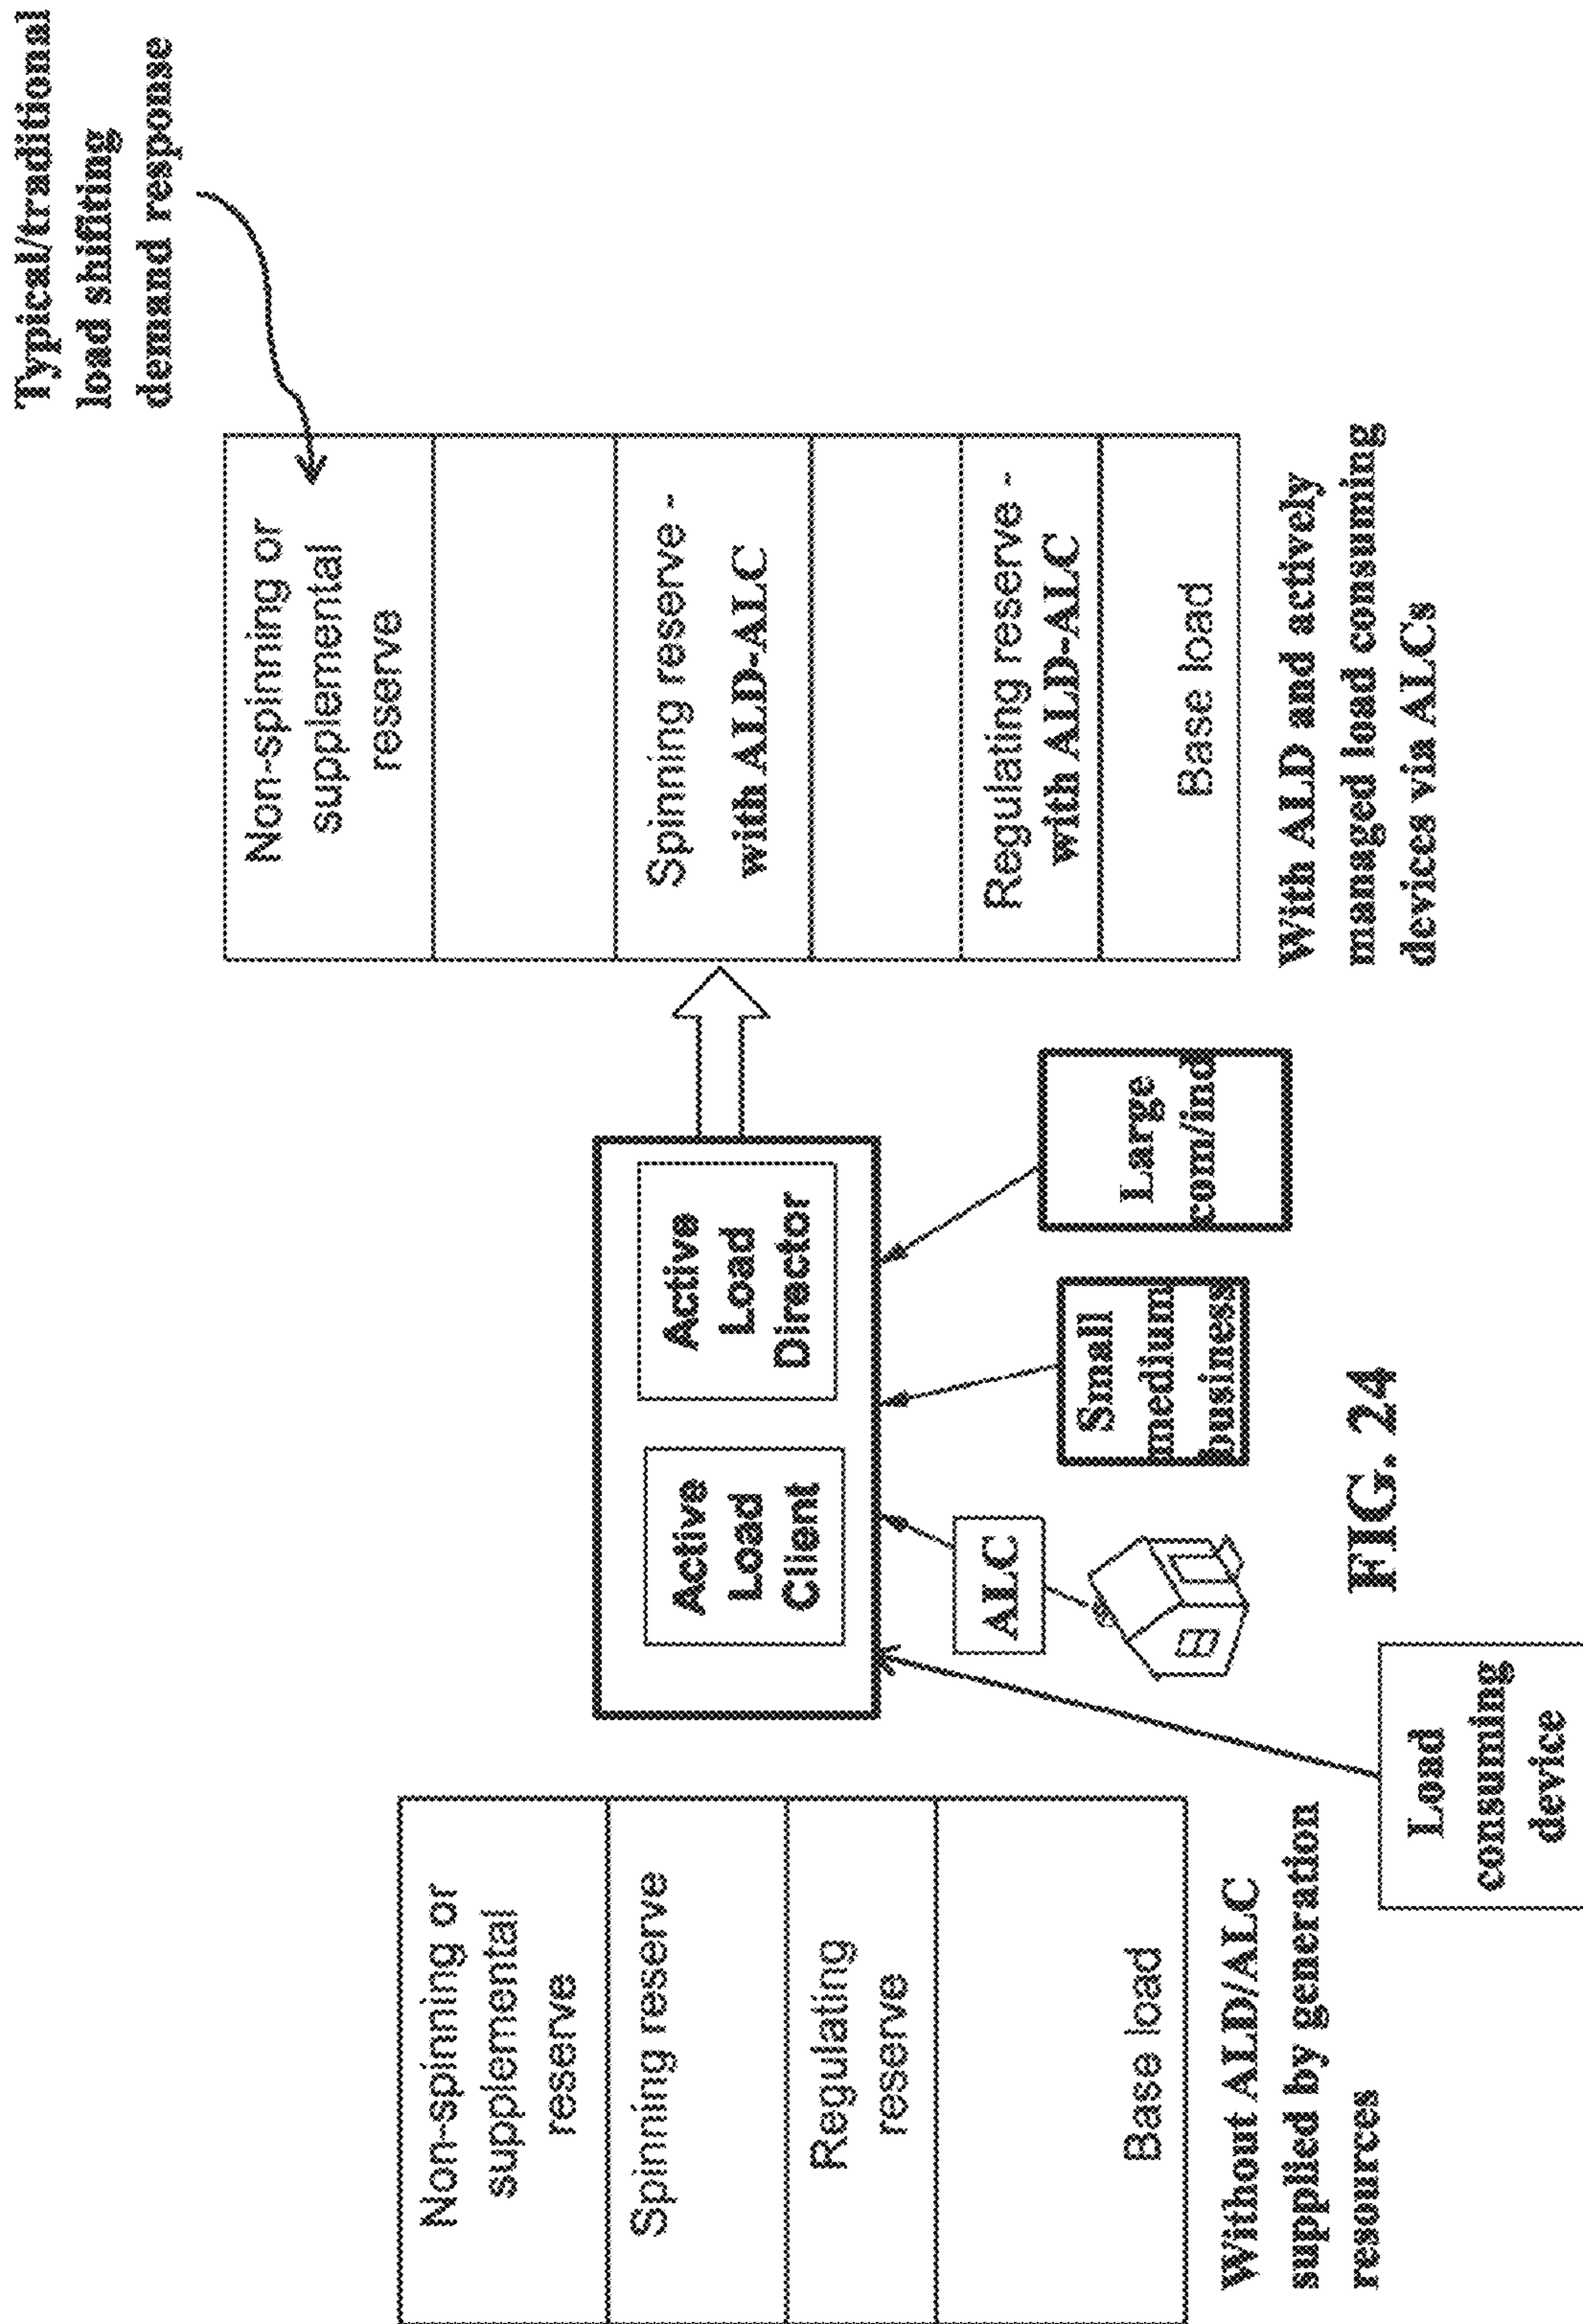 Typical/traditional
load shifting
demand response
Non-spinning or
supplemental
reserve
Spinning reserve
Regulating
reserve
Base load
Without ALD/ALC
supplied by generation
resources
Active
Load
Client
Active
Load
Director
Load
consuming
device
ALC
Small
medium
business
Large
com/ind
Non-spinning or
supplemental
reserve
Spinning reserve -
with ALD-ALC
Regulating reserve -
with ALD-ALC
Base load
With ALD and actively
managed load consuming
devices via ALCs
FIG. 24